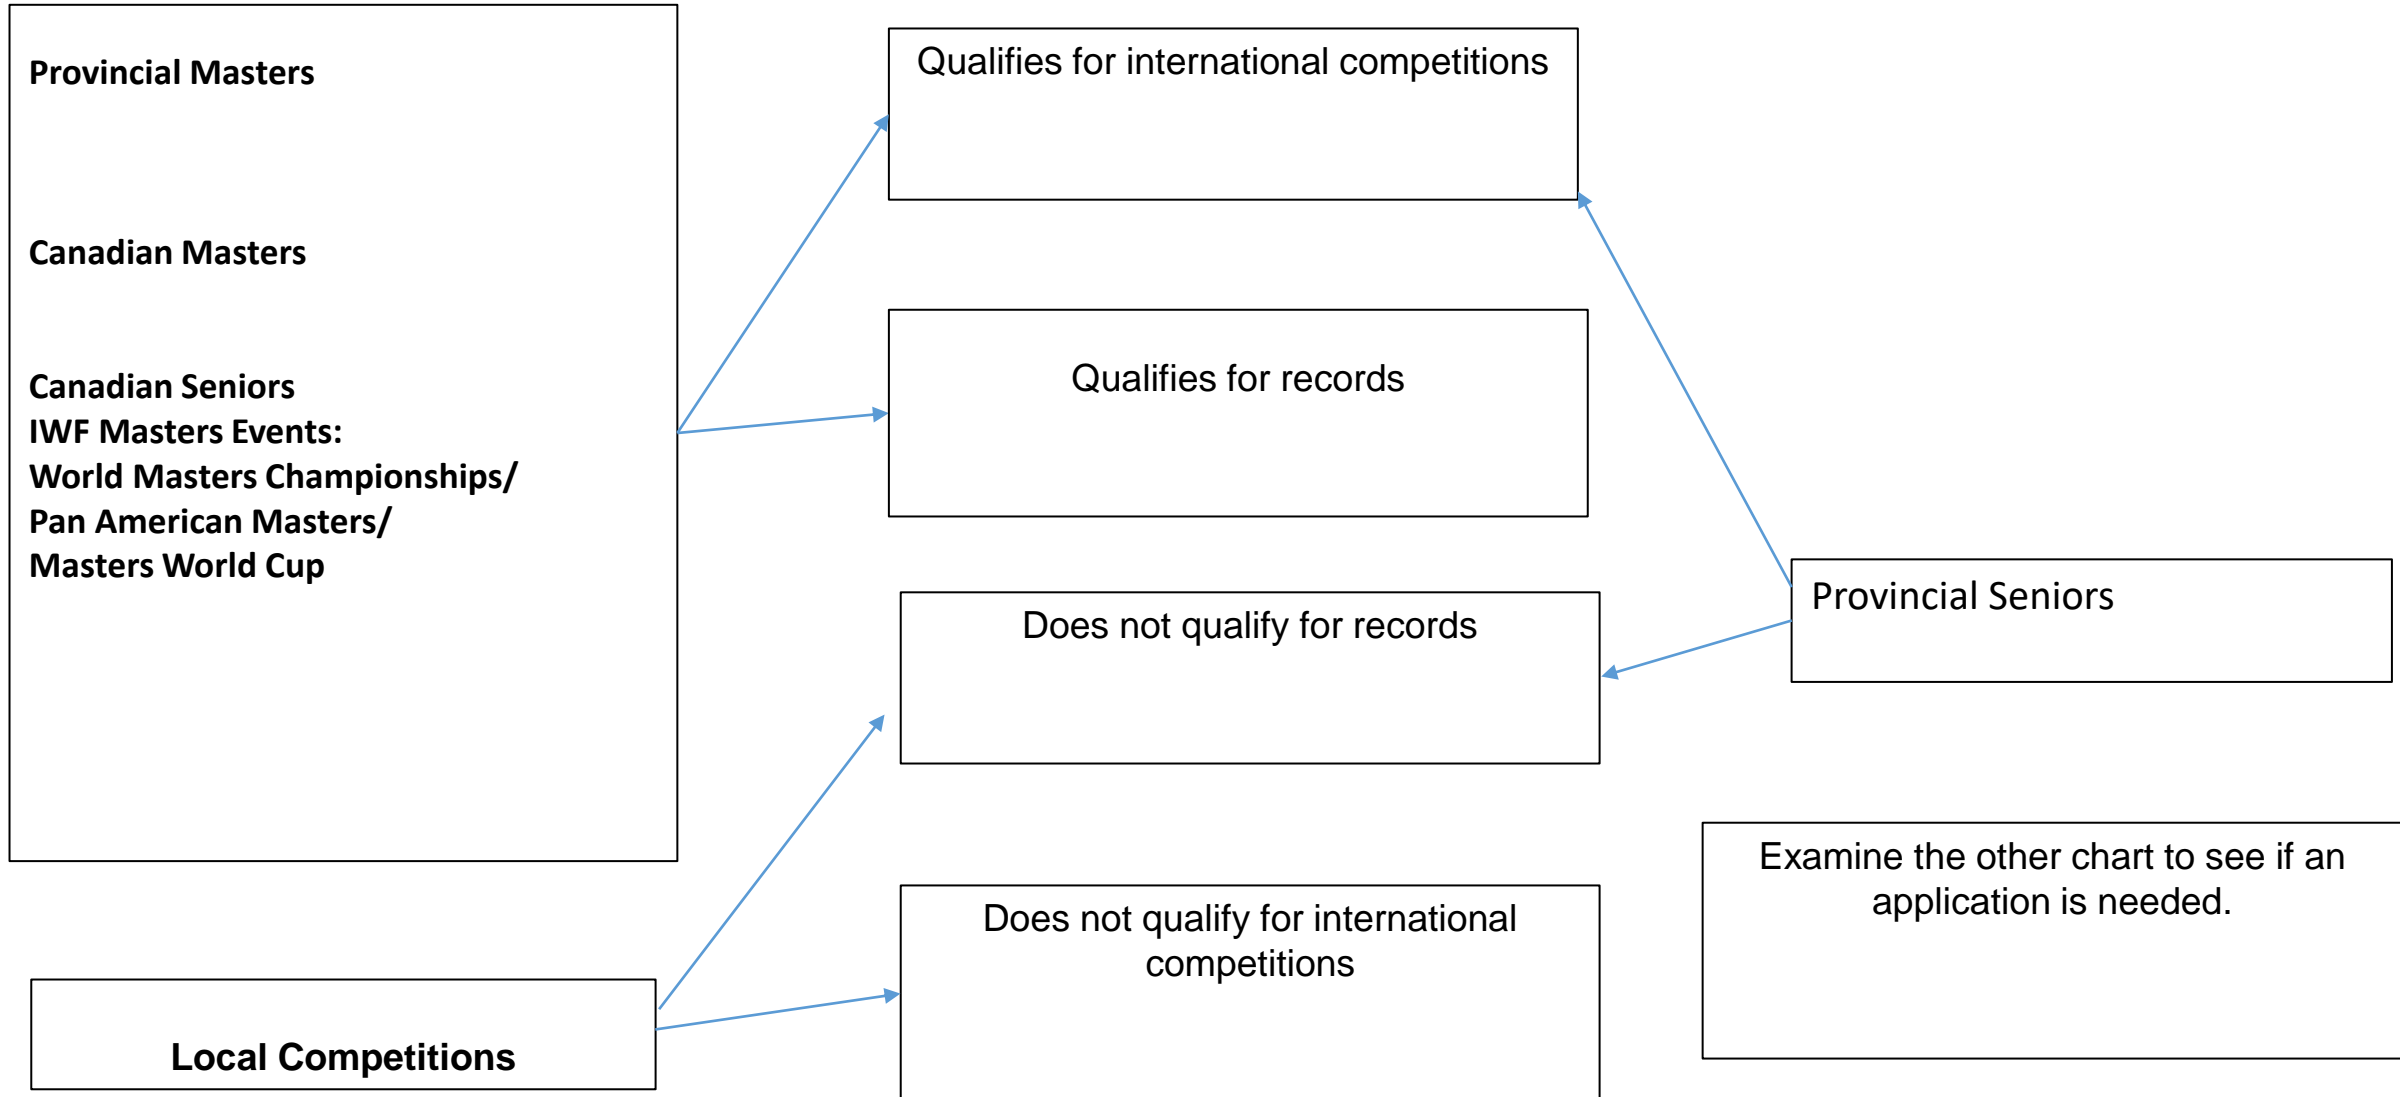 Provincial Masters
Canadian Masters
Canadian Seniors
IWF Masters Events:
World Masters Championships/
Pan American Masters/
Masters World Cup
Local Competitions
Qualifies for international competitions
Qualifies for records
Does not qualify for records
Does not qualify for international
competitions
Provincial Seniors
Examine the other chart to see if an
application is needed.